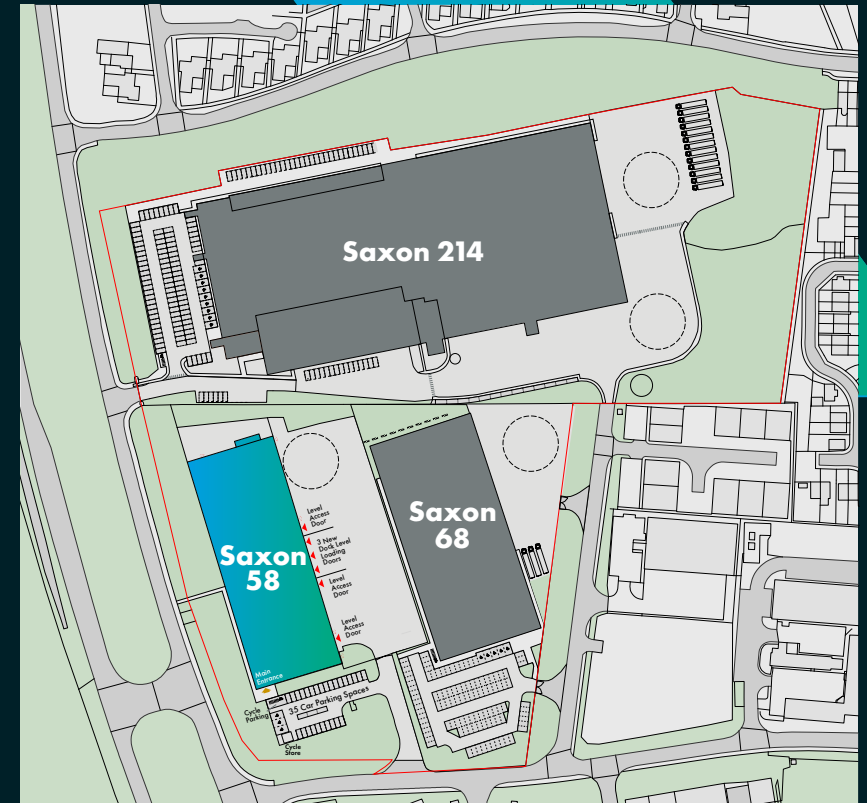 Saxon 214
Saxon
68
Saxon
58
Level
Access
Door
3 New
Dock Level
Loading
Doors
Level
Access
Door
Level
Access
Door
Main
Entrance
35 Car Parking Spaces
Cycle
Parking
Cycle
Store